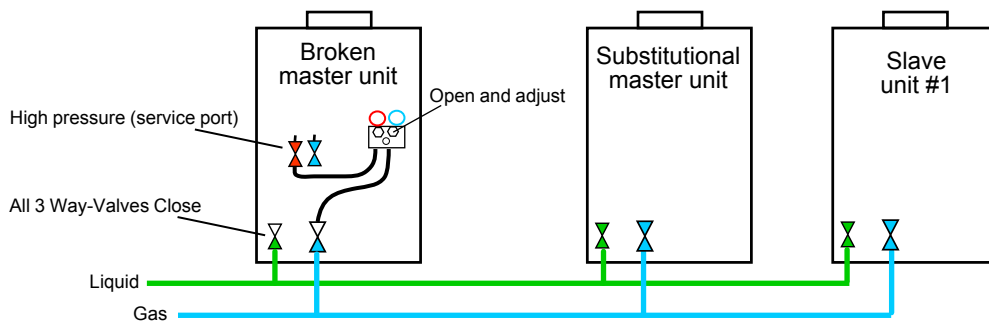 Broken
master unit
Substitutional
master unit
Slave
unit #1
Open and adjust
High pressure (service port)
All 3 Way-Valves Close
Liquid
Gas